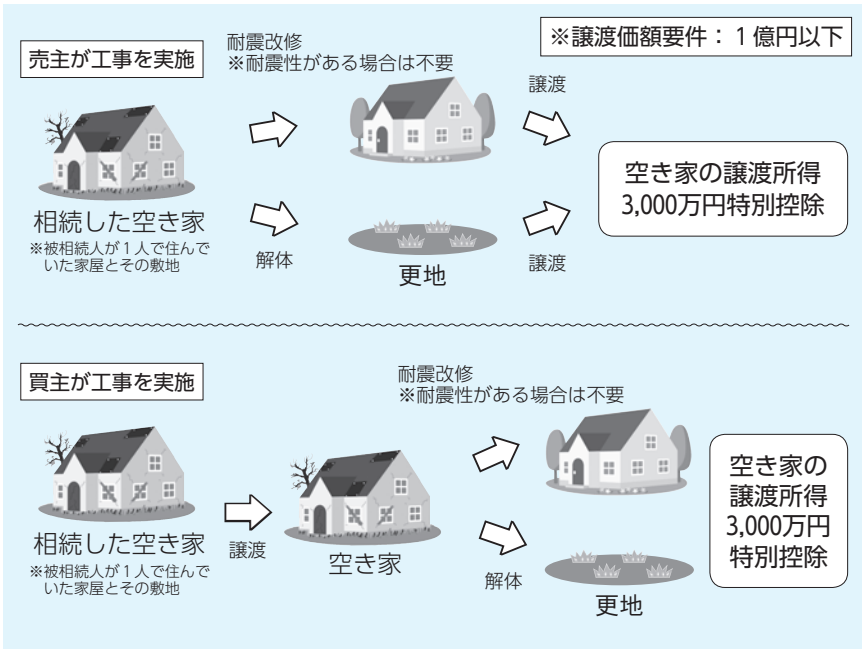 ※譲渡価額要件：1億円以下
売主が工事を実施
耐震改修
※耐震性がある場合は不要
譲渡
相続した空き家
※被相続人が1人で住んで
いた家屋とその敷地
解体
更地
譲渡
空き家の譲渡所得
3,000万円特別控除
買主が工事を実施
耐震改修
※耐震性がある場合は不要
相続した空き家
※被相続人が1人で住んで
いた家屋とその敷地
譲渡
空き家
解体
更地
空き家の
譲渡所得
3,000万円
特別控除